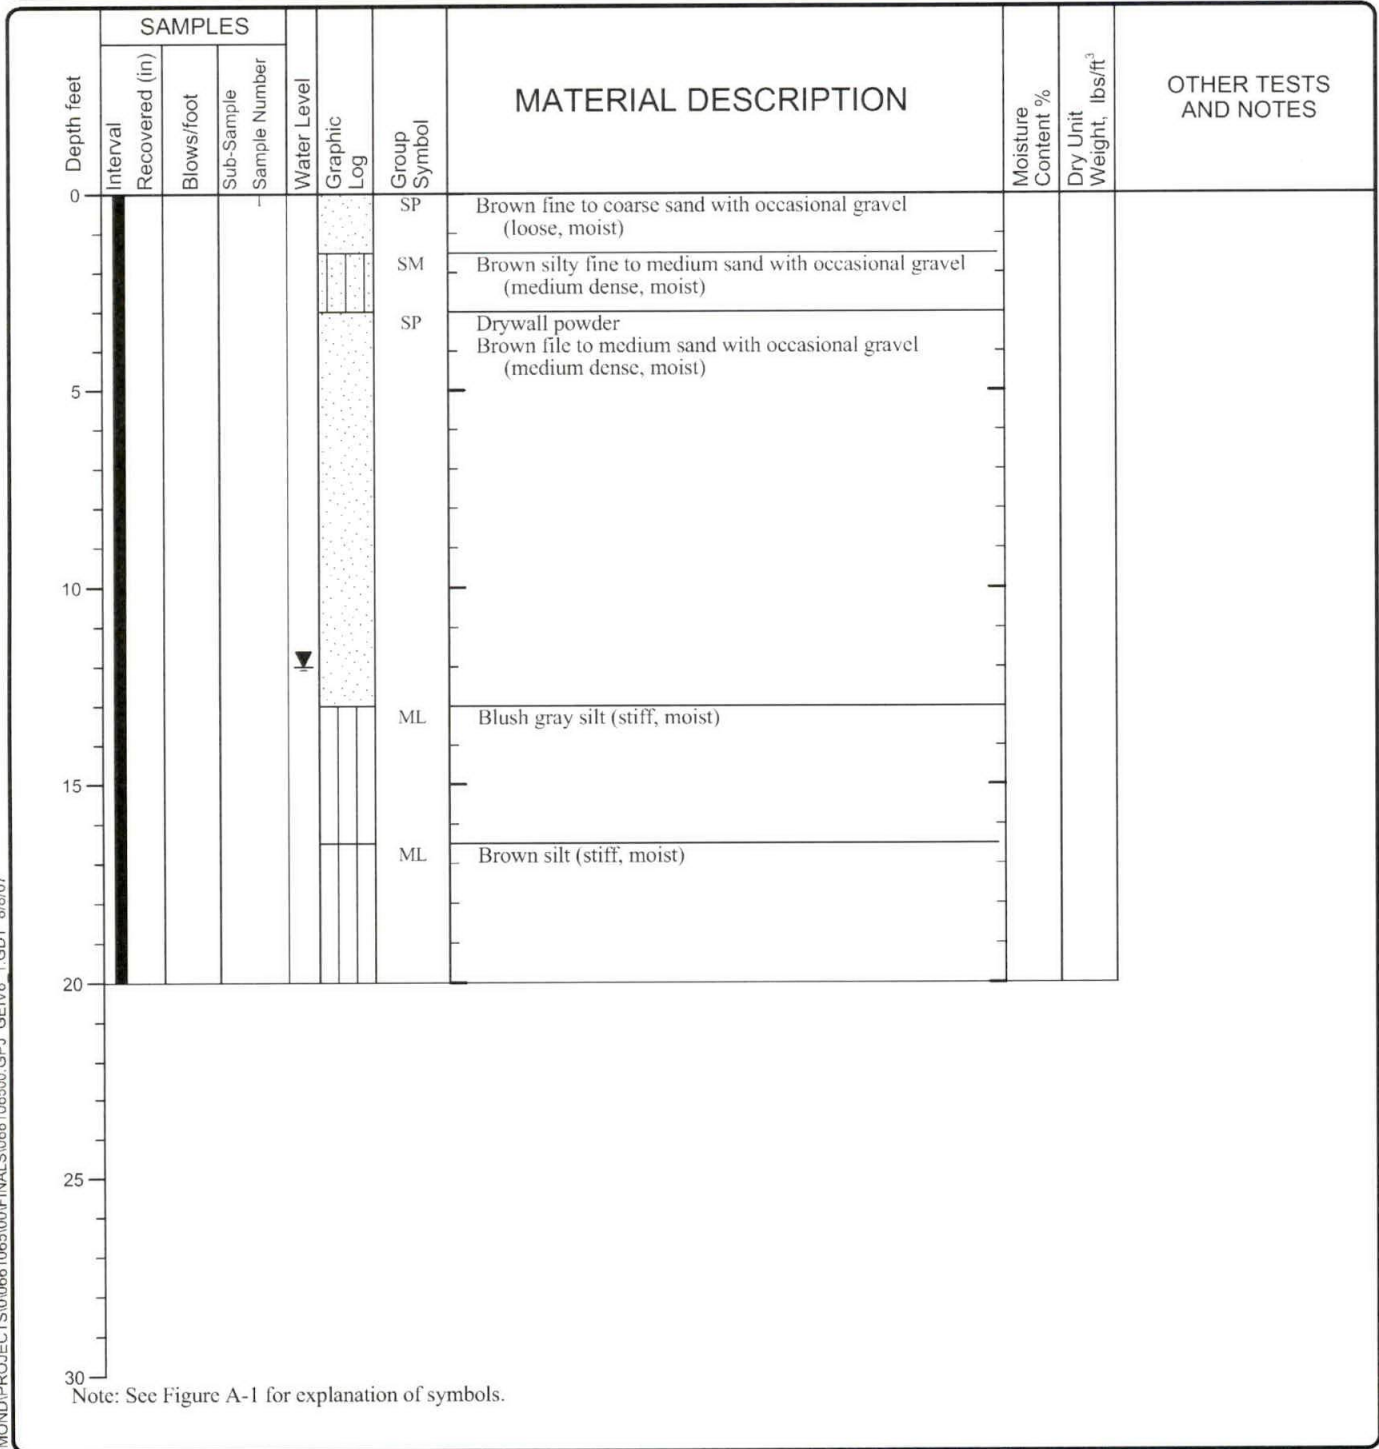 SAMPLES
Depth feet
Interval
Recovered (in)
Blows/foot
Sub-Sample
Sample Number
Water Level
Graphic
Log
Group
Symbol
MATERIAL DESCRIPTION
Moisture
Content %
Dry Unit
Weight, lbs/ft³
OTHER TESTS
AND NOTES
0
SP Brown fine to coarse sand with occasional gravel
(loose, moist)
SM Brown silty fine to medium sand with occasional gravel
(medium dense, moist)
SP Drywall powder
Brown file to medium sand with occasional gravel
(medium dense, moist)
5
10
ML Blush gray silt (stiff, moist)
15
ML Brown silt (stiff, moist)
20
25
30
Note: See Figure A-1 for explanation of symbols.